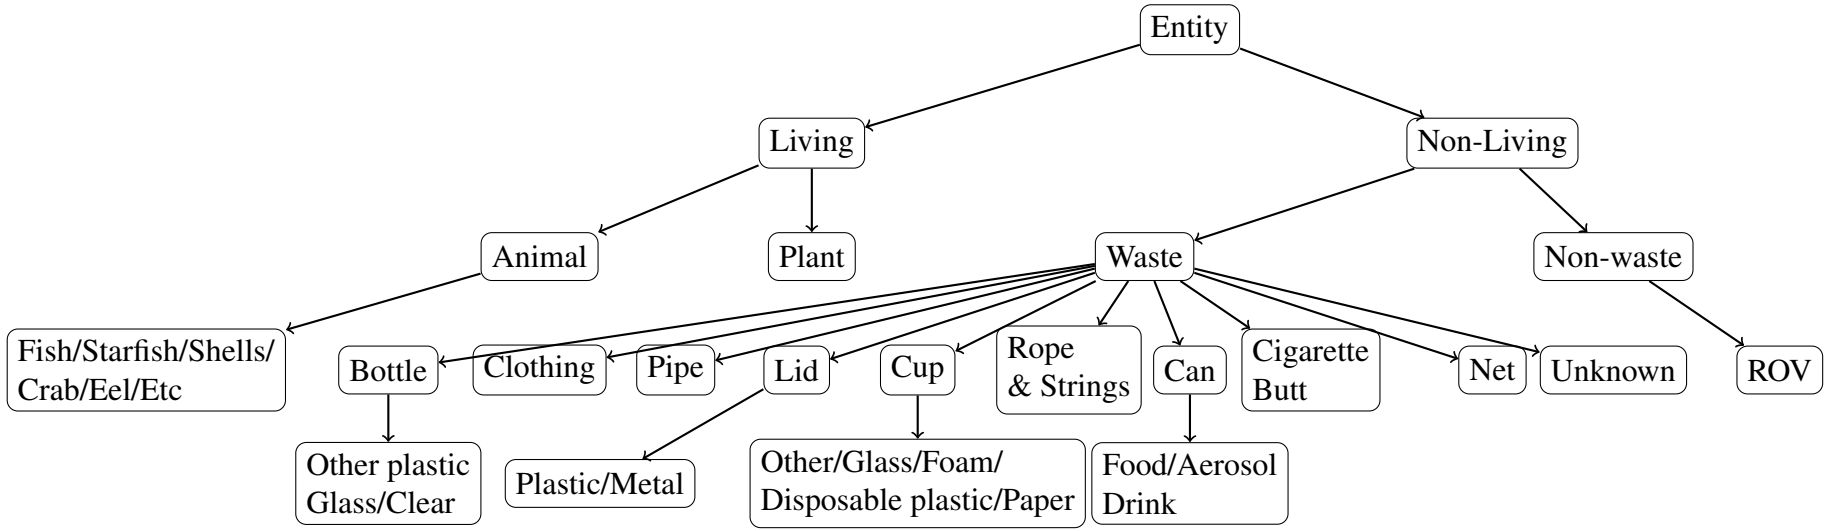 Entity
Living
Non-Living
Animal
Plant
Waste
Non-waste
Fish/Starfish/Shells/
Crab/Eel/Etc
Bottle
Clothing
Pipe
Lid
Cup
Rope
& Strings
Can
Cigarette
Butt
Net
Unknown
ROV
Other plastic
Glass/Clear
Plastic/Metal
Other/Glass/Foam/
Disposable plastic/Paper
Food/Aerosol
Drink